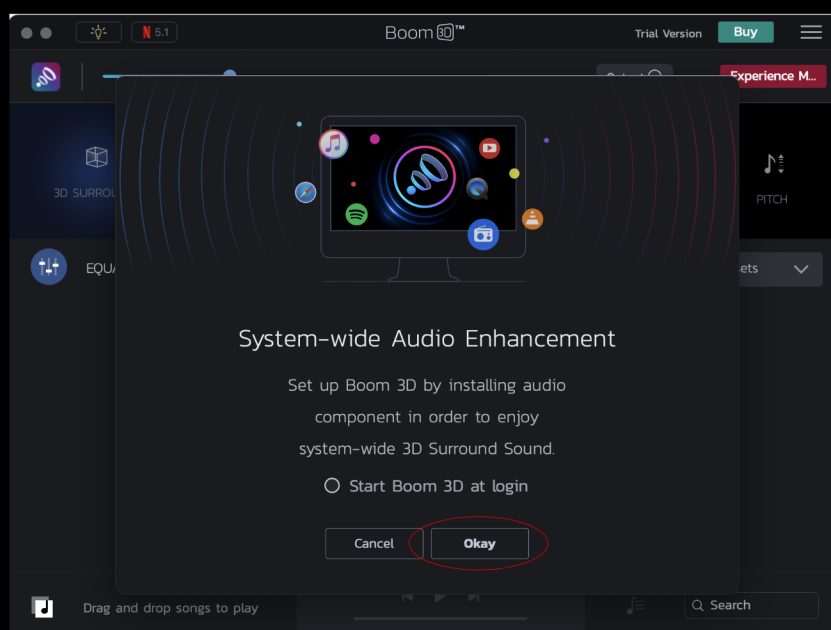 N 5.1
Boom 3D™
Trial Version
Buy
Experience M...
3D SURROU
PITCH
EQUA
sets
System-wide Audio Enhancement
Set up Boom 3D by installing audio
component in order to enjoy
system-wide 3D Surround Sound.
Start Boom 3D at login
Cancel
Okay
Drag and drop songs to play
Search